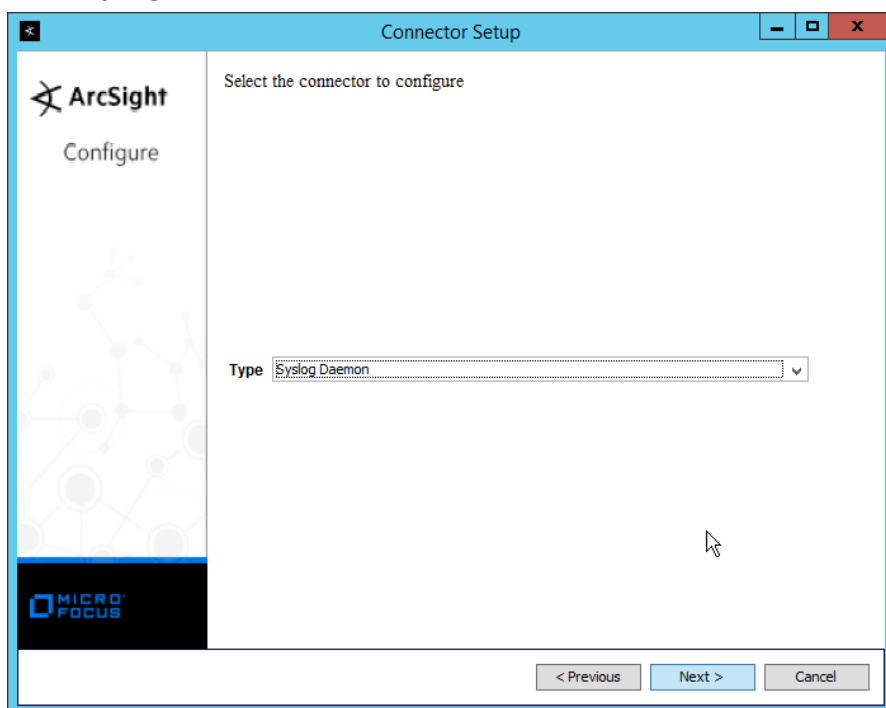 Connector Setup
ArcSight
Configure
Select the connector to configure
Type Syslog Daemon
MICRO
FOCUS
< Previous Next > Cancel